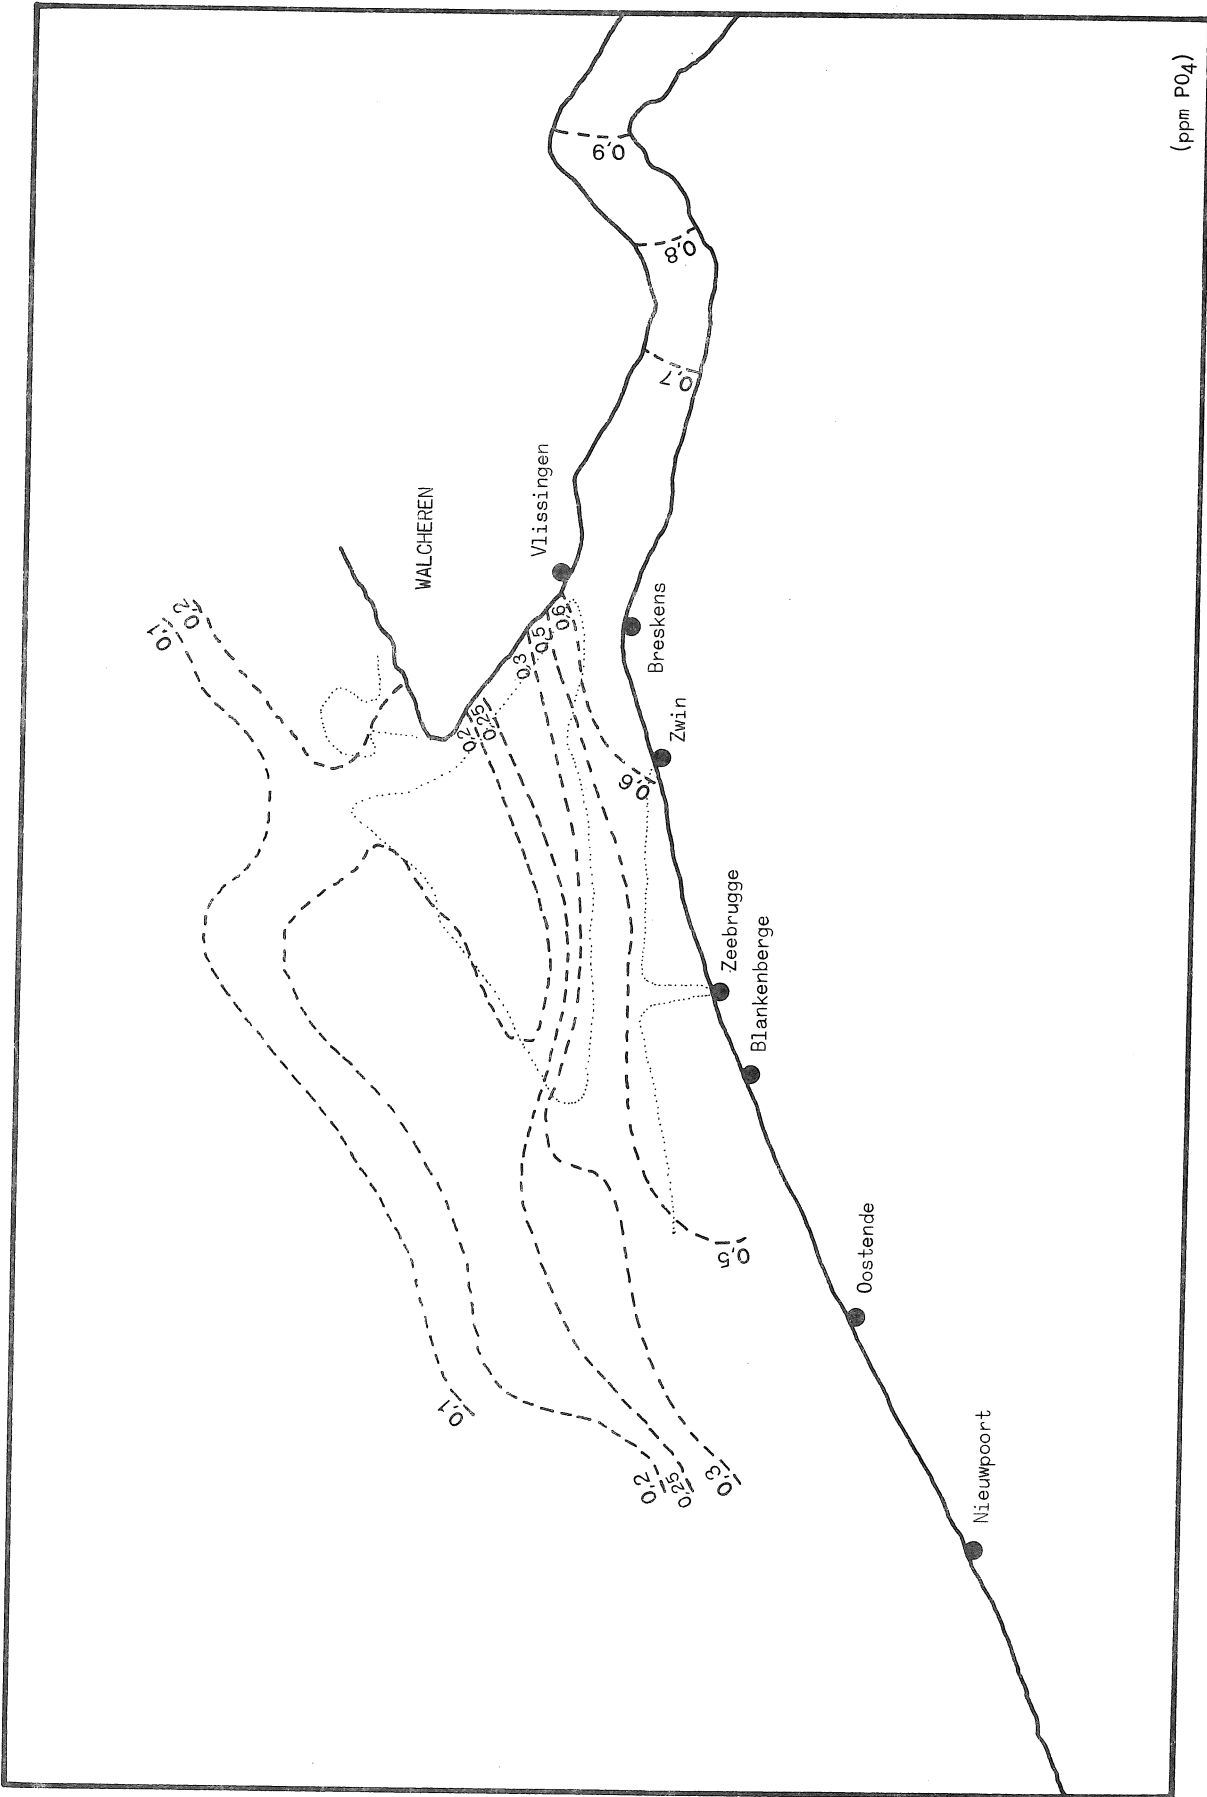 (ppm PO4)
0,9
0,8
0,7
WALCHEREN
Vlissingen
Breskens
Zwin
Zeebrugge
Blankenberge
Oostende
Nieuwpoort
0,1
0,2
0,2
0,25
0,3
0,5
0,6
0,6
0,5
0,1
0,2
0,25
0,3